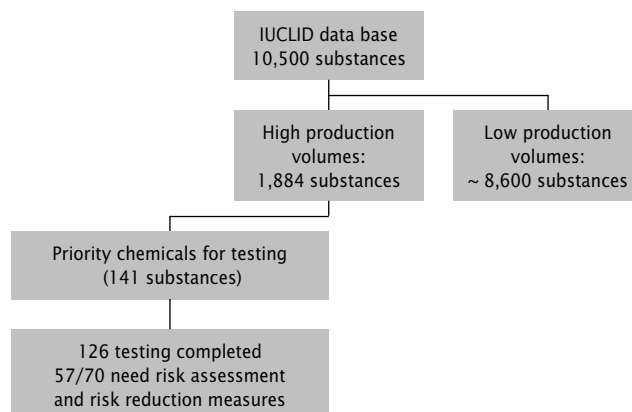 IUCLID data base
10,500 substances
High production
volumes:
1,884 substances
Low production
volumes:
~ 8,600 substances
Priority chemicals for testing
(141 substances)
126 testing completed
57/70 need risk assessment
and risk reduction measures